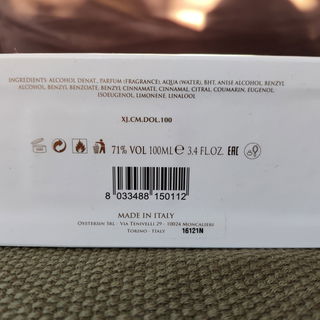 INGREDIENTS: ALCOHOL DENAT., PARFUM (FRAGRANCE), AQUA (WATER), BHT, ANISE ALCOHOL, BENZYL
ALCOHOL, BENZYL BENZOATE, BENZYL CINNAMATE, CINNAMAL, CITRAL, COUMARIN, EUGENOL,
ISOEUGENOL, LIMONENE, LINALOOL
XJ.CM.DOL.100
71% VOL 100ML e 3.4 FL.OZ. EAC
8 033488 150112
MADE IN ITALY
OYSTERSIN SRL - VIA TENIVELLI 29 - 10024 MONCALIERI
TORINO - ITALY
16121N